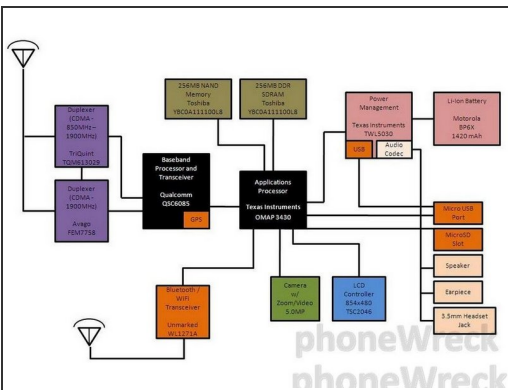 Duplexer
(CDMA -
850MHz –
1900MHz)
TriQuint
TQM613029
Duplexer
(CDMA -
1900MHz)
Avago
FEM7758
256MB NAND
Memory
Toshiba
YBC0A111100L8
256MB DDR
SDRAM
Toshiba
YBC0A111100L8
Baseband
Processor and
Transceiver
Qualcomm
QSC6085
GPS
Applications
Processor
Texas Instruments
OMAP 3430
Power
Management
Texas Instruments
TWL5030
USB
Audio
Codec
Li-Ion Battery
Motorola
BP6X
1420 mAh
Micro USB
Port
MicroSD
Slot
Speaker
Earpiece
3.5mm Headset
Jack
Bluetooth /
WiFi
Transceiver
Unmarked
WL1271A
Camera
w/
Zoom/Video
5.0MP
LCD
Controller
854x480
TSC2046
phoneWreck
phoneWreck